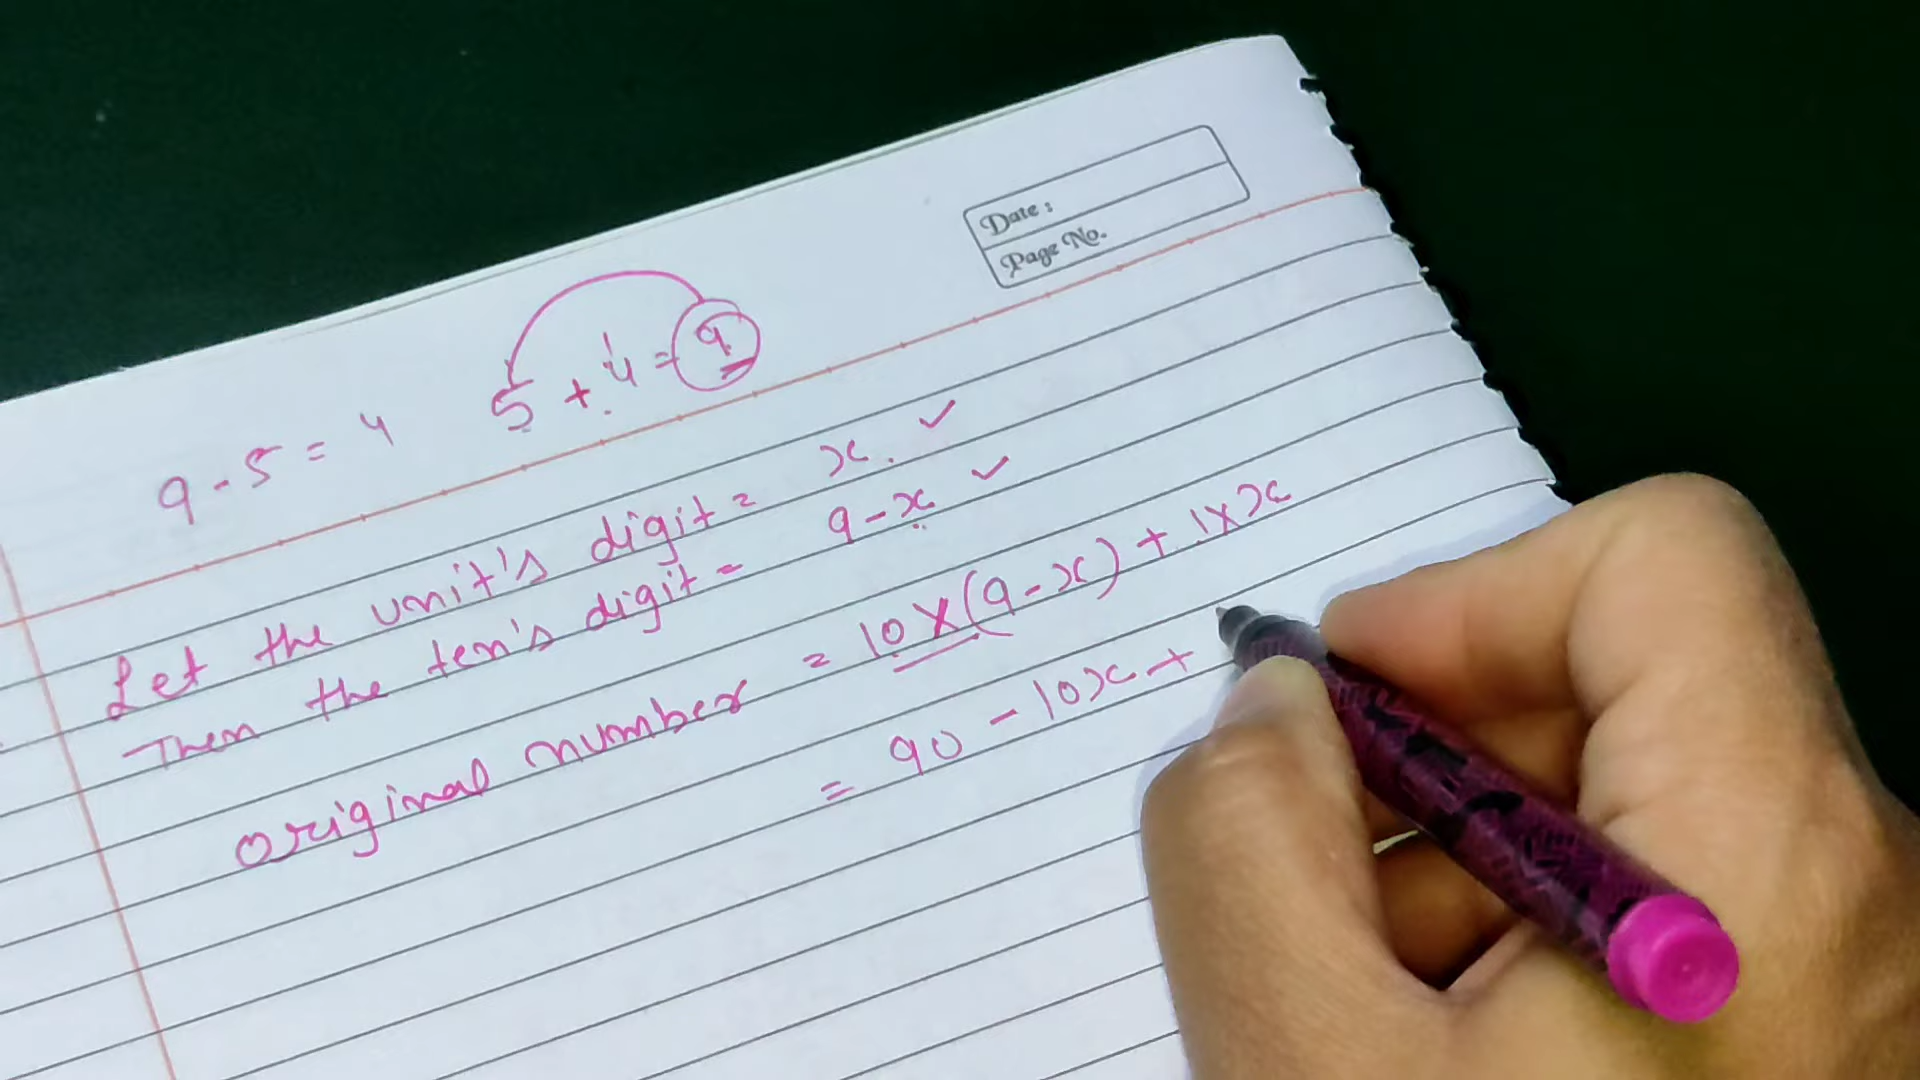 Date :
Page No.
5 + 4 = 9
9 - 5 = 4
Let the unit's digit = x. ✓
Then the ten's digit = 9 - x ✓
original number = 10 X (9 - x) + 1 X x
= 90 - 10x +